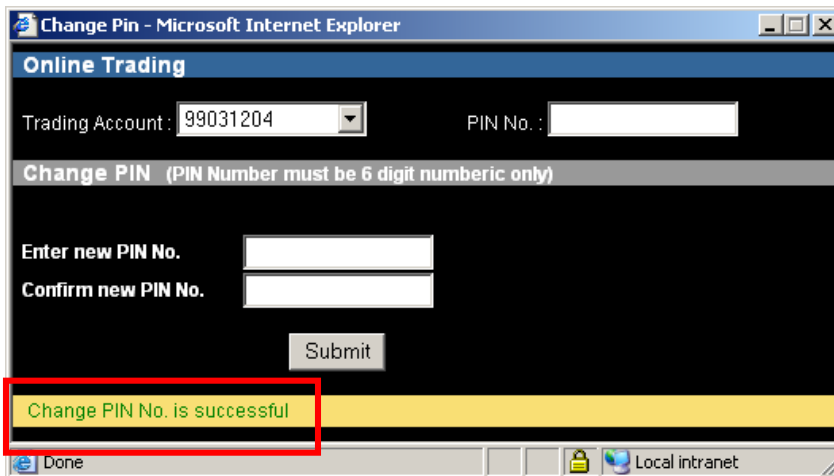 Change Pin - Microsoft Internet Explorer
Online Trading
Trading Account : 99031204 PIN No. :
Change PIN (PIN Number must be 6 digit numberic only)
Enter new PIN No.
Confirm new PIN No.
Submit
Change PIN No. is successful
Done Local intranet